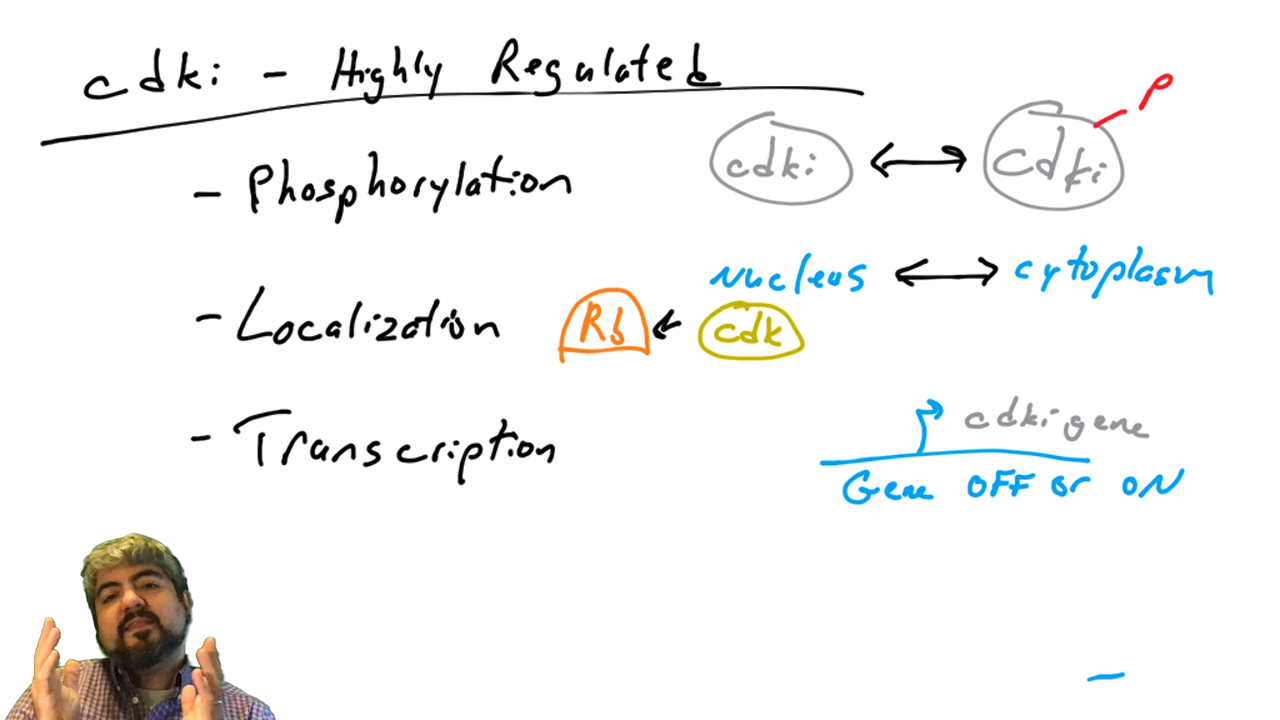 cdki - Highly Regulated
- Phosphorylation
cdki ↔ cdki - P
nucleus ↔ cytoplasm
- Localization
Rb ← cdk
cdki gene
- Transcription
Gene OFF or ON